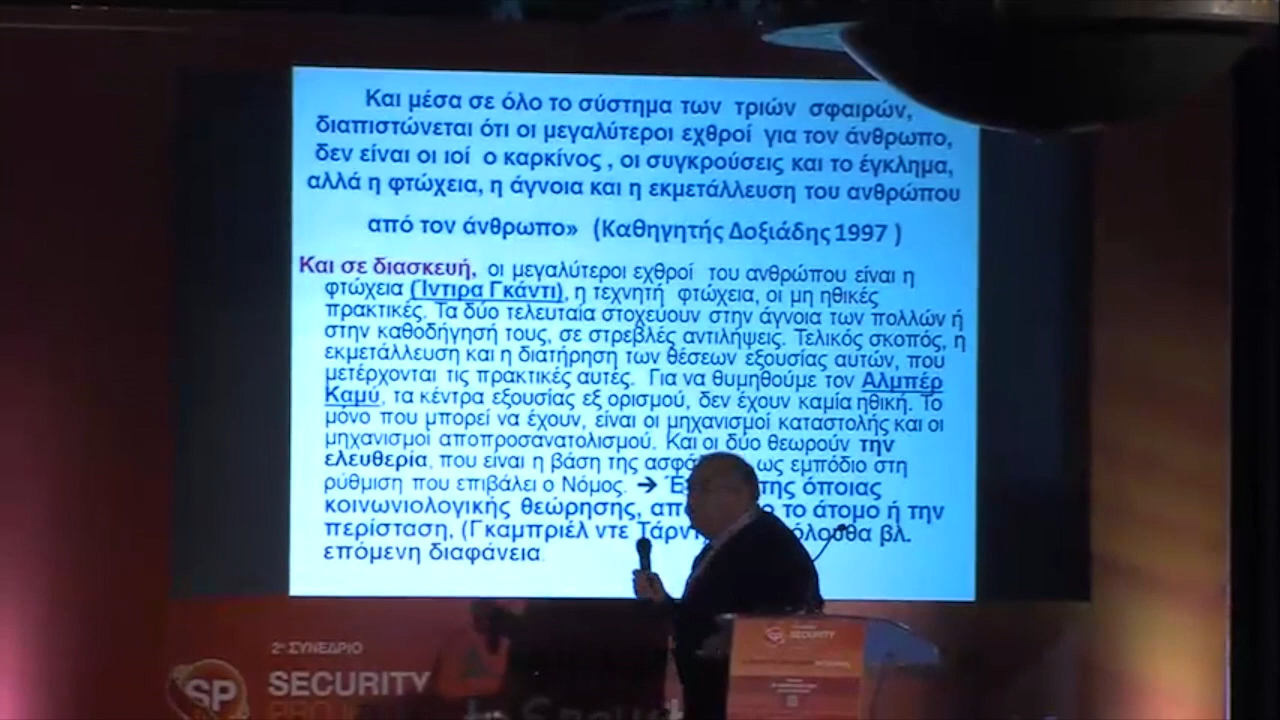 Και μέσα σε όλο το σύστημα των τριών σφαιρών,
διαπιστώνεται ότι οι μεγαλύτεροι εχθροί για τον άνθρωπο,
δεν είναι οι ιοί ο καρκίνος , οι συγκρούσεις και το έγκλημα,
αλλά η φτώχεια, η άγνοια και η εκμετάλλευση του ανθρώπου
από τον άνθρωπο» (Καθηγητής Δοξιάδης 1997 )
Και σε διασκευή, οι μεγαλύτεροι εχθροί του ανθρώπου είναι η
φτώχεια (Ίντιρα Γκάντι), η τεχνητή φτώχεια, οι μη ηθικές
πρακτικές. Τα δύο τελευταία στοχεύουν στην άγνοια των πολλών ή
στην καθοδήγησή τους, σε στρεβλές αντιλήψεις. Τελικός σκοπός, η
εκμετάλλευση και η διατήρηση των θέσεων εξουσίας αυτών, που
μετέρχονται τις πρακτικές αυτές. Για να θυμηθούμε τον Αλμπέρ
Καμύ, τα κέντρα εξουσίας εξ ορισμού, δεν έχουν καμία ηθική. Το
μόνο που μπορεί να έχουν, είναι οι μηχανισμοί καταστολής και οι
μηχανισμοί αποπροσανατολισμού. Και οι δύο θεωρούν την
ελευθερία, που είναι η βάση της ως εμπόδιο στη
ρύθμιση που επιβάλει ο Νόμος. → της όποιας
κοινωνιολογικής θεώρησης, το άτομο ή την
περίσταση, (Γκαμπριέλ ντε βλ.
επόμενη διαφάνεια.
2ο ΣΥΝΕΔΡΙΟ
SP SECURITY
SECURITY